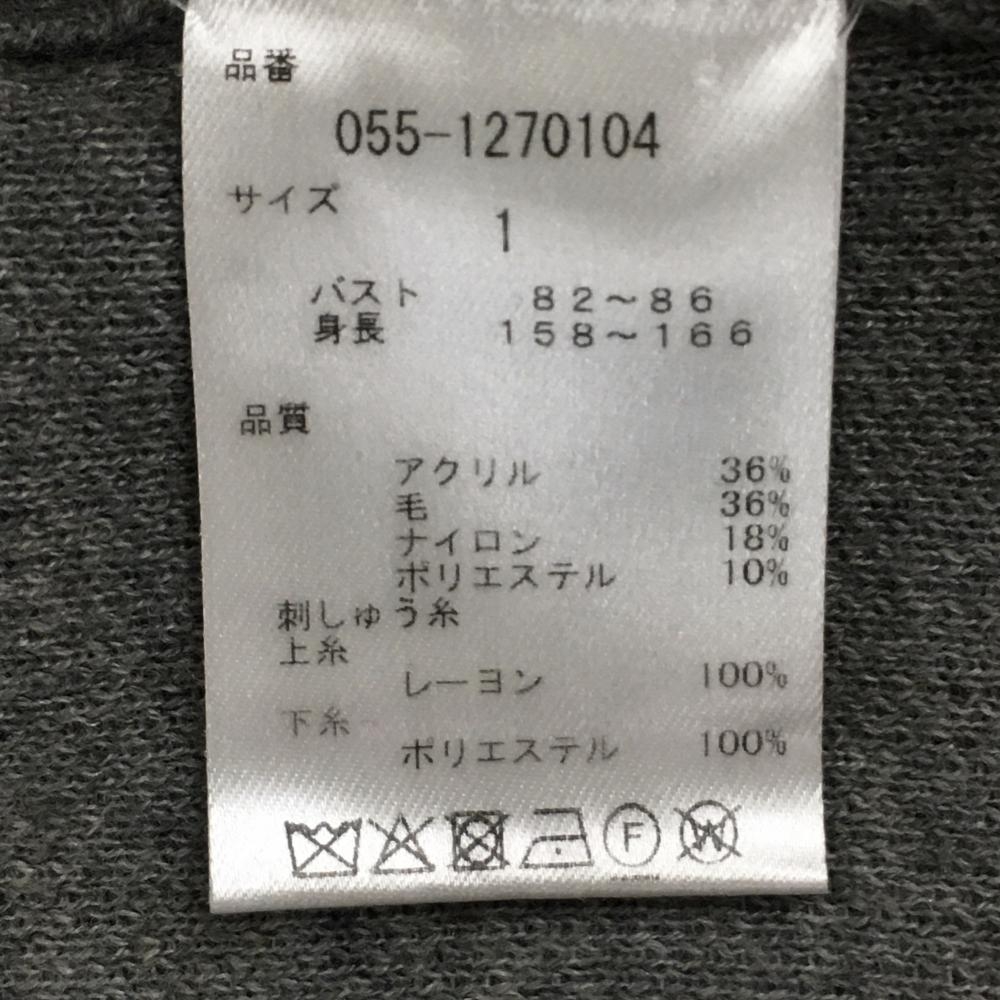 品番
055-1270104
サイズ
1
バスト 82～86
身長 158～166
品質
アクリル 36%
毛 36%
ナイロン 18%
ポリエステル 10%
刺しゅう糸
上糸
レーヨン 100%
下糸
ポリエステル 100%
F W